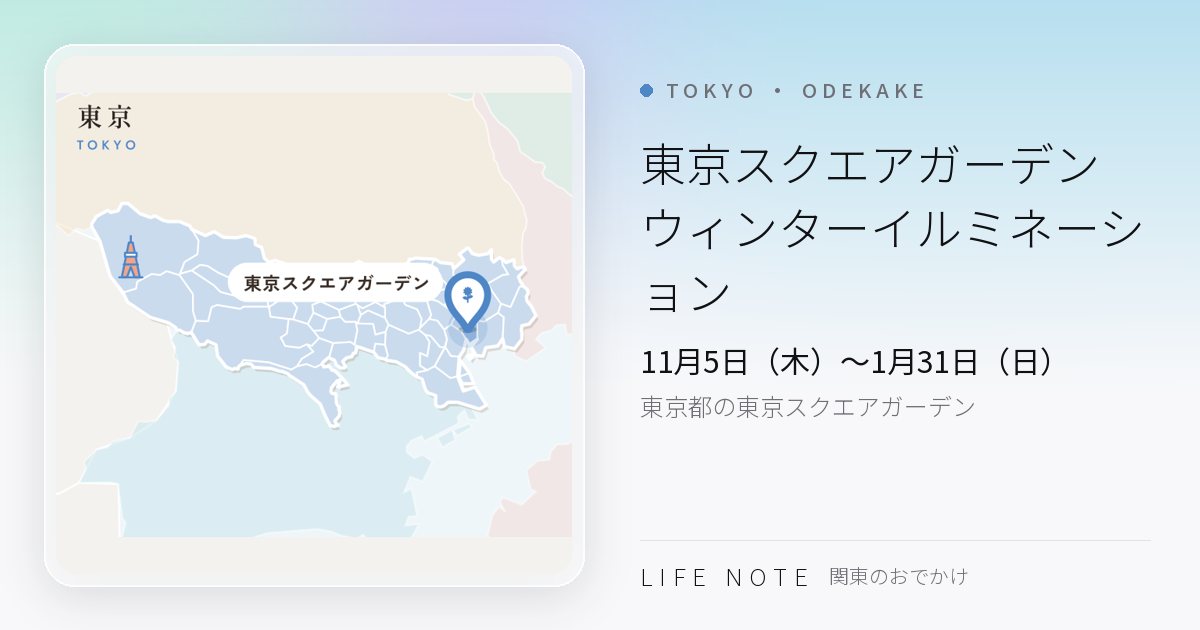 東京
TOKYO
東京スクエアガーデン
TOKYO • ODEKAKE
東京スクエアガーデン
ウィンターイルミネーシ
ョン
11月5日（木）〜1月31日（日）
東京都の東京スクエアガーデン
LIFE NOTE 関東のおでかけ